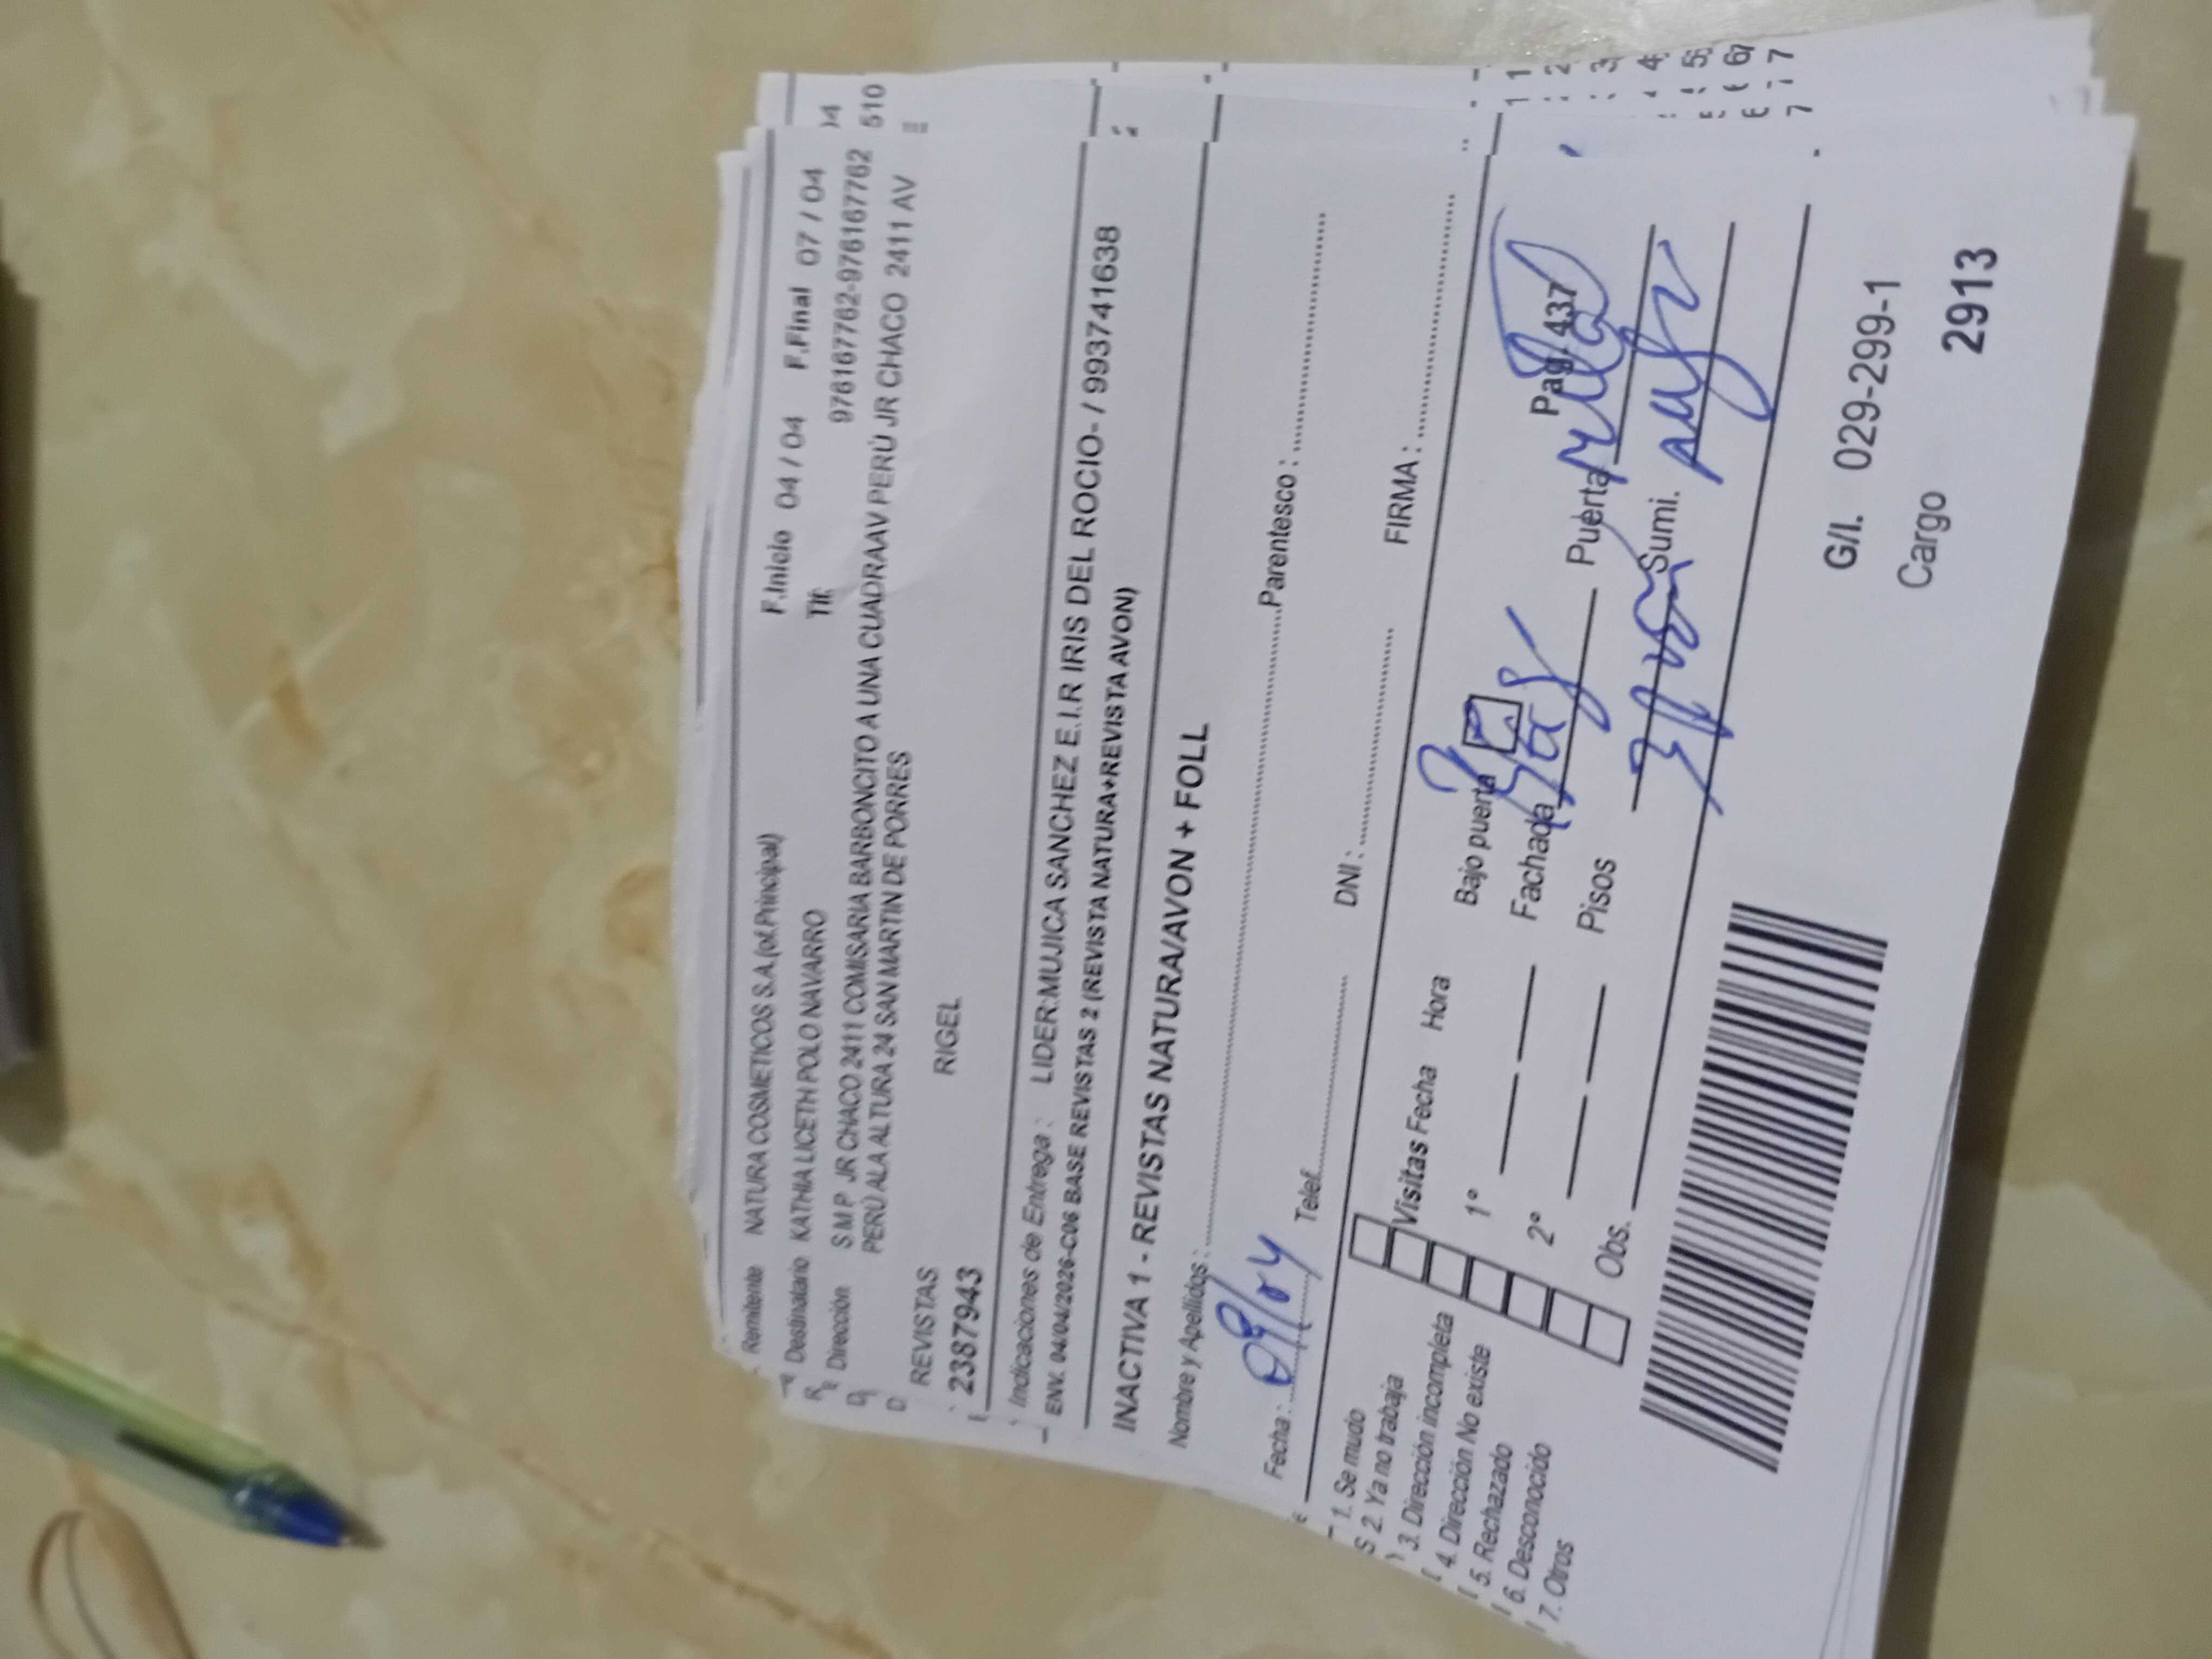 Remitente NATURA COSMETICOS S.A.(of.Principal) F.Inicio 04 / 04 F.Final 07 / 04
Destinatario KATHIA LICETH POLO NAVARRO Tlf. 976167762-976167762
Dirección S M P JR CHACO 2411 COMISARIA BARBONCITO A UNA CUADRAAV PERÚ JR CHACO 2411 AV
PERÚ ALA ALTURA 24 SAN MARTIN DE PORRES
REVISTAS RIGEL
2387943
Indicaciones de Entrega : LIDER:MUJICA SANCHEZ E.I.R IRIS DEL ROCIO- / 993741638
ENV. 04/04/2026-C06 BASE REVISTAS 2 (REVISTA NATURA+REVISTA AVON)
INACTIVA 1 - REVISTAS NATURA/AVON + FOLL
Nombre y Apellidos : Parentesco :
Fecha : Telef. DNI : FIRMA :
1. Se mudo
2. Ya no trabaja
3. Dirección incompleta
4. Dirección No existe
5. Rechazado
6. Desconocido
7. Otros
Visitas Fecha Hora Bajo puerta Pag. 437
1° Fachada Puerta
2° Pisos Sumi.
Obs.
G/I. 029-299-1
Cargo 2913